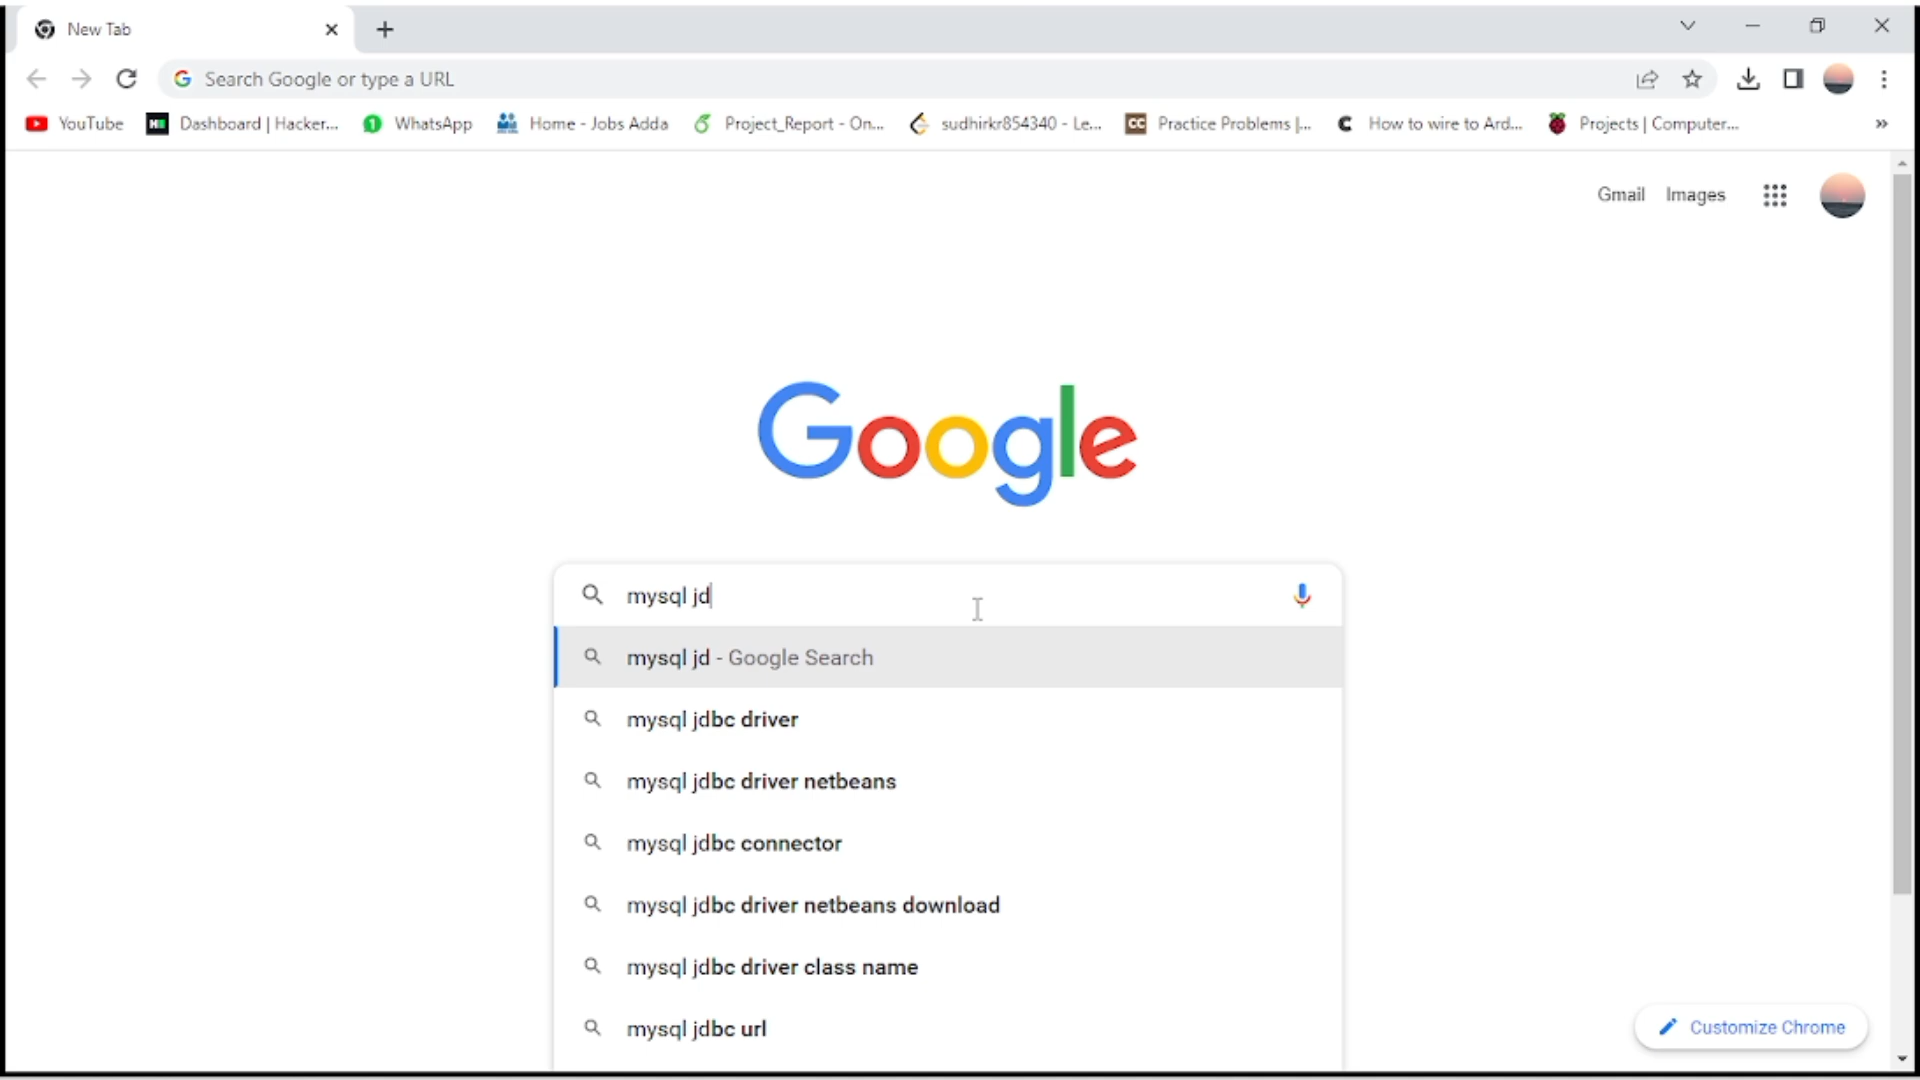 New Tab
Search Google or type a URL
YouTube
Dashboard | Hacker...
WhatsApp
Home - Jobs Adda
Project_Report - On...
sudhirkr854340 - Le...
Practice Problems |...
How to wire to Ard...
Projects | Computer...
Gmail Images
Google
mysql jd
mysql jd - Google Search
mysql jdbc driver
mysql jdbc driver netbeans
mysql jdbc connector
mysql jdbc driver netbeans download
mysql jdbc driver class name
mysql jdbc url
Customize Chrome